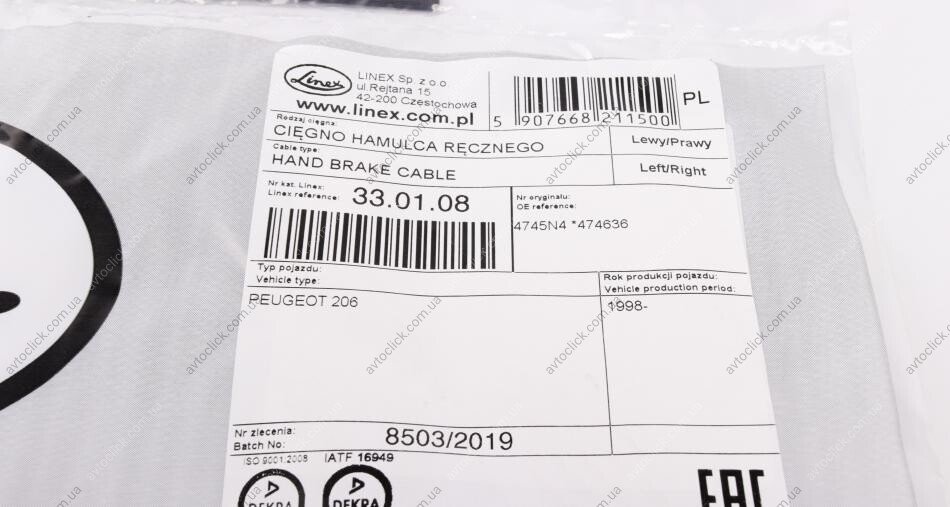 Linex
LINEX Sp. z o.o.
ul.Rejtana 15
42-200 Czestochowa
www.linex.com.pl
5 907668 211500
PL
Rodzaj cięgna:
CIĘGNO HAMULCA RĘCZNEGO
Lewy/Prawy
Cable type:
HAND BRAKE CABLE
Left/Right
Nr kat. Linex:
Linex reference:
33.01.08
Nr oryginału:
OE reference:
4745N4 *474636
Typ pojazdu:
Vehicle type:
Rok produkcji pojazdu:
Vehicle production period:
PEUGEOT 206
1998-
Nr zlecenia:
Batch No:
8503/2019
ISO 9001:2008
IATF 16949
DEKRA
DEKRA
EAC
avtoclick.com.ua